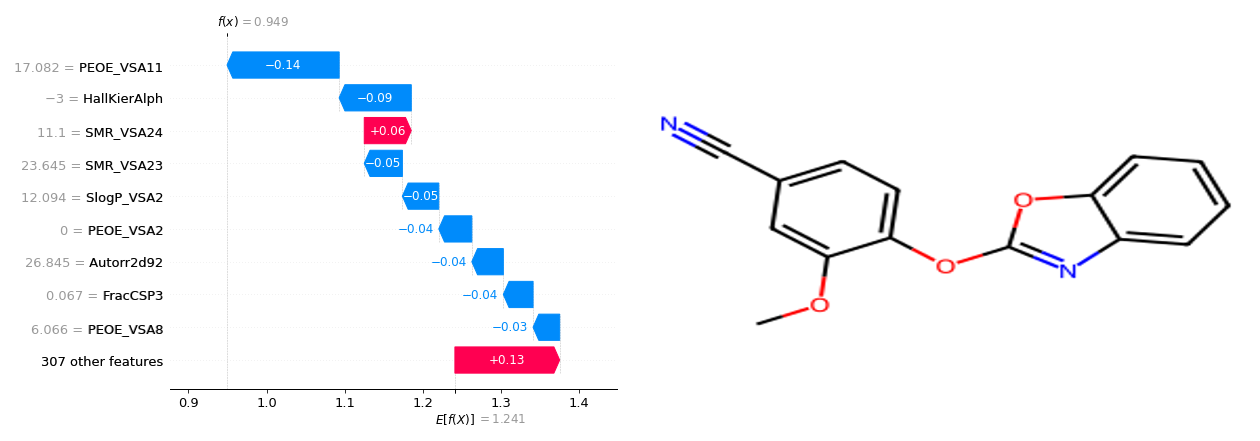 f(x) = 0.949
17.082 = PEOE_VSA11
−0.14
−3 = HallKierAlph
−0.09
11.1 = SMR_VSA24
+0.06
23.645 = SMR_VSA23
−0.05
12.094 = SlogP_VSA2
−0.05
0 = PEOE_VSA2
−0.04
26.845 = Autorr2d92
−0.04
0.067 = FracCSP3
−0.04
6.066 = PEOE_VSA8
−0.03
307 other features
+0.13
0.9 1.0 1.1 1.2 1.3 1.4
E[f(X)] = 1.241
N
O
O
N
O